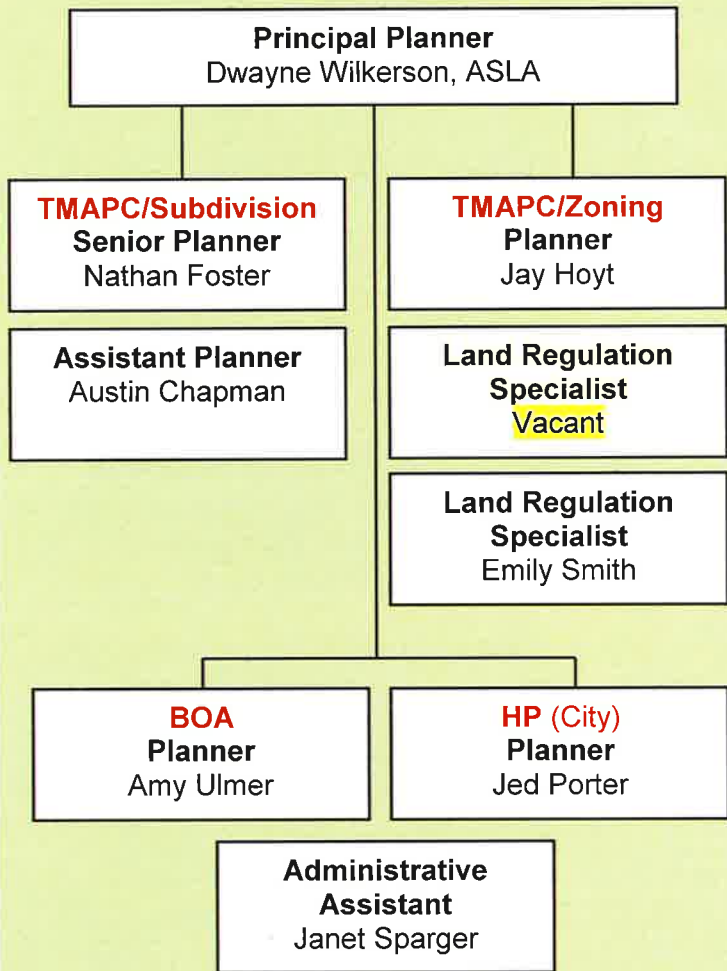 Principal Planner
Dwayne Wilkerson, ASLA
TMAPC/Subdivision
Senior Planner
Nathan Foster
Assistant Planner
Austin Chapman
TMAPC/Zoning
Planner
Jay Hoyt
Land Regulation
Specialist
Vacant
Land Regulation
Specialist
Emily Smith
BOA
Planner
Amy Ulmer
HP (City)
Planner
Jed Porter
Administrative
Assistant
Janet Sparger